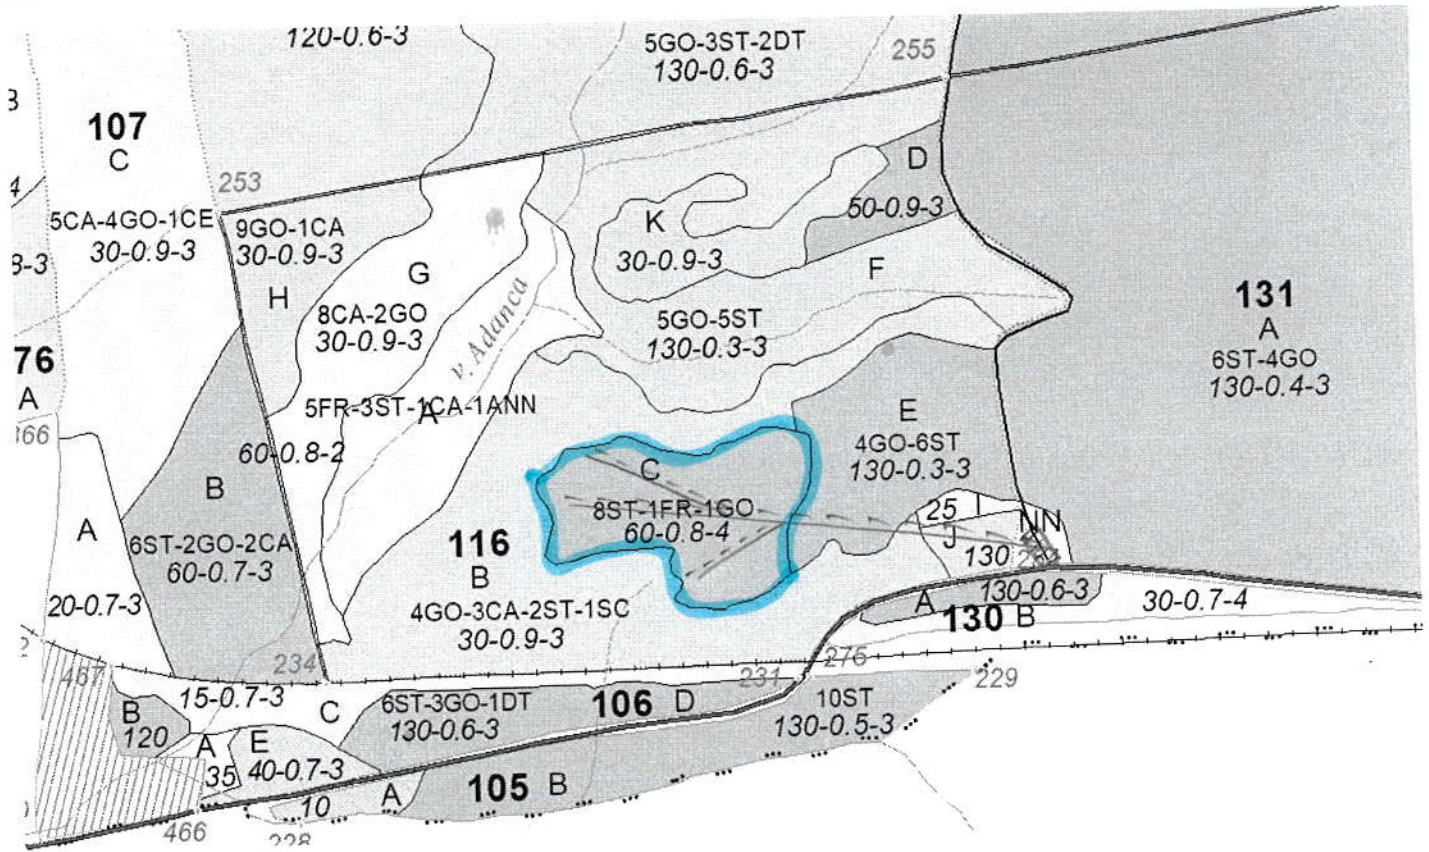 120-0.6-3
5GO-3ST-2DT
130-0.6-3
255
107
C
253
5CA-4GO-1CE
30-0.9-3
9GO-1CA
30-0.9-3
H
G
8CA-2GO
30-0.9-3
v. Adanca
K
30-0.9-3
D
50-0.9-3
F
5GO-5ST
130-0.3-3
131
A
6ST-4GO
130-0.4-3
76
A
5FR-3ST-1CA-1ANN
A
60-0.8-2
E
4GO-6ST
130-0.3-3
B
6ST-2GO-2CA
60-0.7-3
A
20-0.7-3
C
8ST-1FR-1GO
60-0.8-4
116
B
4GO-3CA-2ST-1SC
30-0.9-3
25
I
NN
J
130
A
130-0.6-3
130 B
30-0.7-4
467
234
231
276
229
15-0.7-3
C
B
120
6ST-3GO-1DT
130-0.6-3
106 D
10ST
130-0.5-3
A
35
E
40-0.7-3
10
A
105 B
466
228